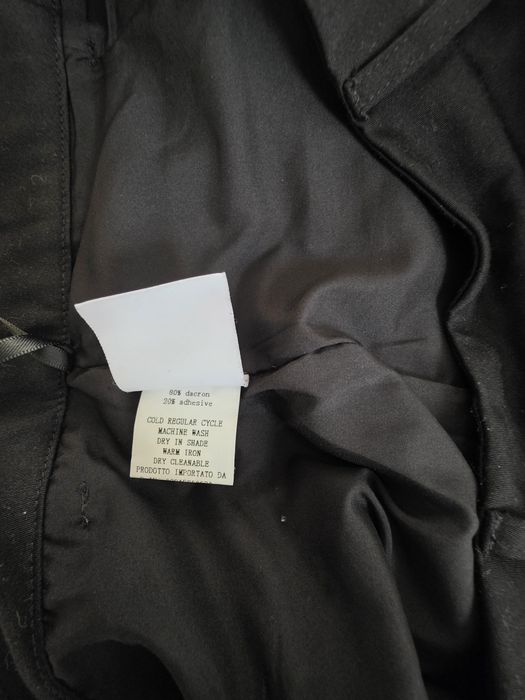 80% dacron
20% adhesive
COLD REGULAR CYCLE
MACHINE WASH
DRY IN SHADE
WARM IRON
DRY CLEANABLE
PRODOTTO IMPORTATO DA